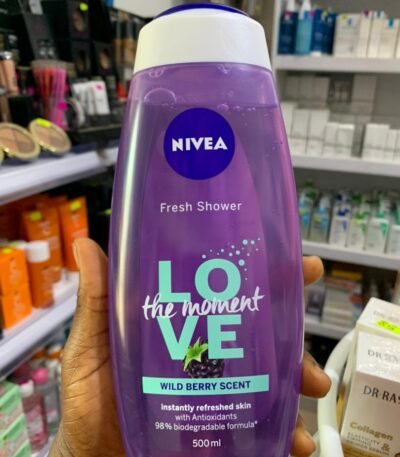 NIVEA
Fresh Shower
LO
the moment
VE
WILD BERRY SCENT
instantly refreshed skin
with Antioxidants
98% biodegradable formula*
500ml
DR
DR RAS
Collagen